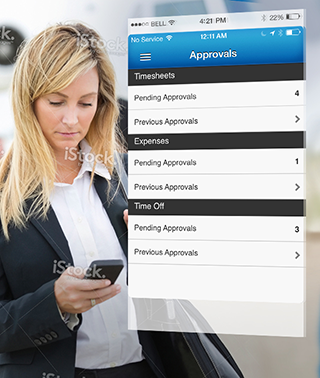 BELL 4:21 PM 22%
No Service 12:11 AM
Approvals
Timesheets
Pending Approvals 4
Previous Approvals
Expenses
Pending Approvals 1
Previous Approvals
Time Off
Pending Approvals 3
Previous Approvals
iStock
iStock
iStock.
iStock.